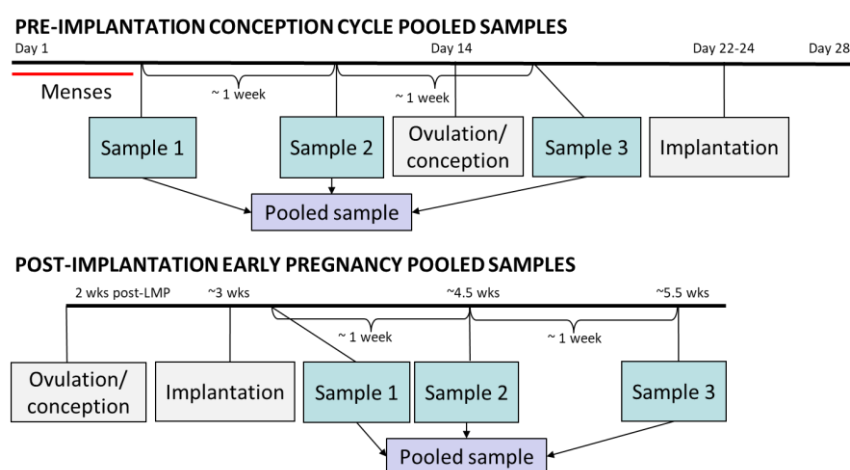 PRE-IMPLANTATION CONCEPTION CYCLE POOLED SAMPLES
Day 1
Day 14
Day 22-24
Day 28
Menses
~ 1 week
~ 1 week
Sample 1
Sample 2
Ovulation/
conception
Sample 3
Implantation
Pooled sample
POST-IMPLANTATION EARLY PREGNANCY POOLED SAMPLES
2 wks post-LMP
~3 wks
~4.5 wks
~5.5 wks
~ 1 week
~ 1 week
Ovulation/
conception
Implantation
Sample 1
Sample 2
Sample 3
Pooled sample